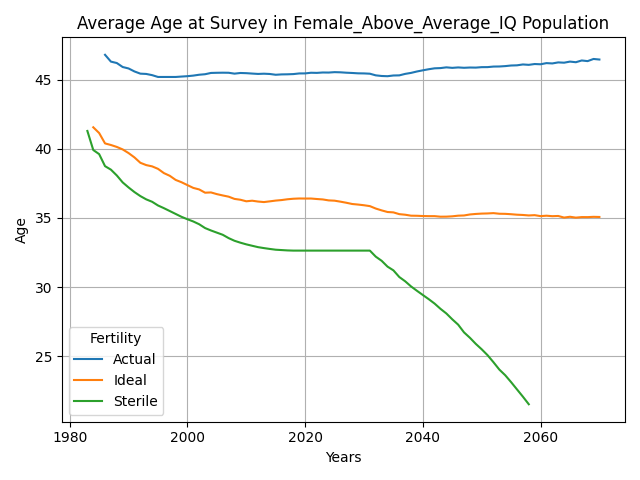 Average Age at Survey in Female_Above_Average_IQ Population
Age
45
40
35
30
25
Fertility
Actual
Ideal
Sterile
1980
2000
2020
2040
2060
Years